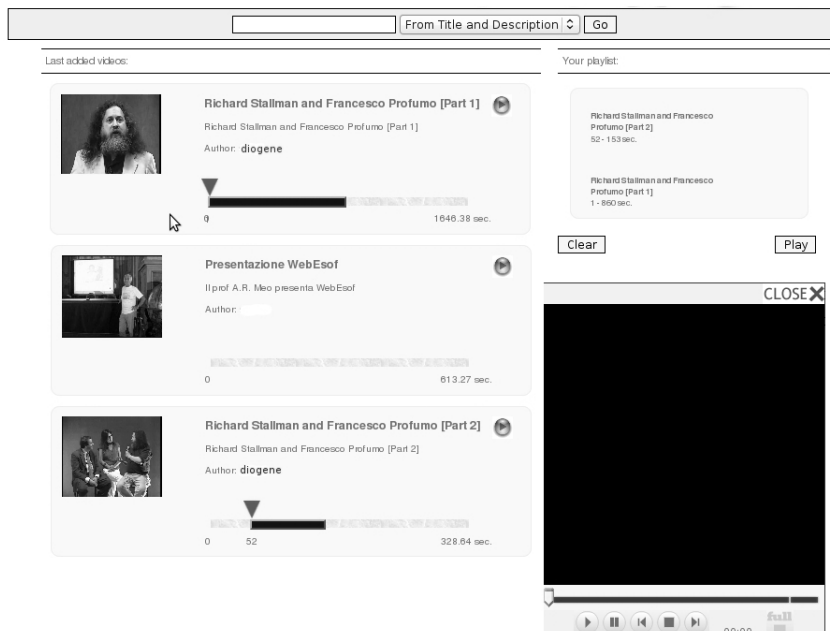 From Title and Description Go
Last added videos:
Richard Stallman and Francesco Profumo [Part 1]
Richard Stallman and Francesco Profumo [Part 1]
Author: diogene
1646.38 sec.
Presentazione WebEsof
Il prof A.R. Meo presenta WebEsof
Author:
0 613.27 sec.
Richard Stallman and Francesco Profumo [Part 2]
Richard Stallman and Francesco Profumo [Part 2]
Author: diogene
0 52 328.64 sec.
Your playlist:
Richard Stallman and Francesco
Profumo [Part 2]
52 - 153 sec.
Richard Stallman and Francesco
Profumo [Part 1]
1 - 860 sec.
Clear Play
CLOSE
full